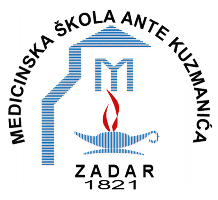 MEDICINSKA ŠKOLA ANTE KUZMANIĆA
M
ZADAR
1821